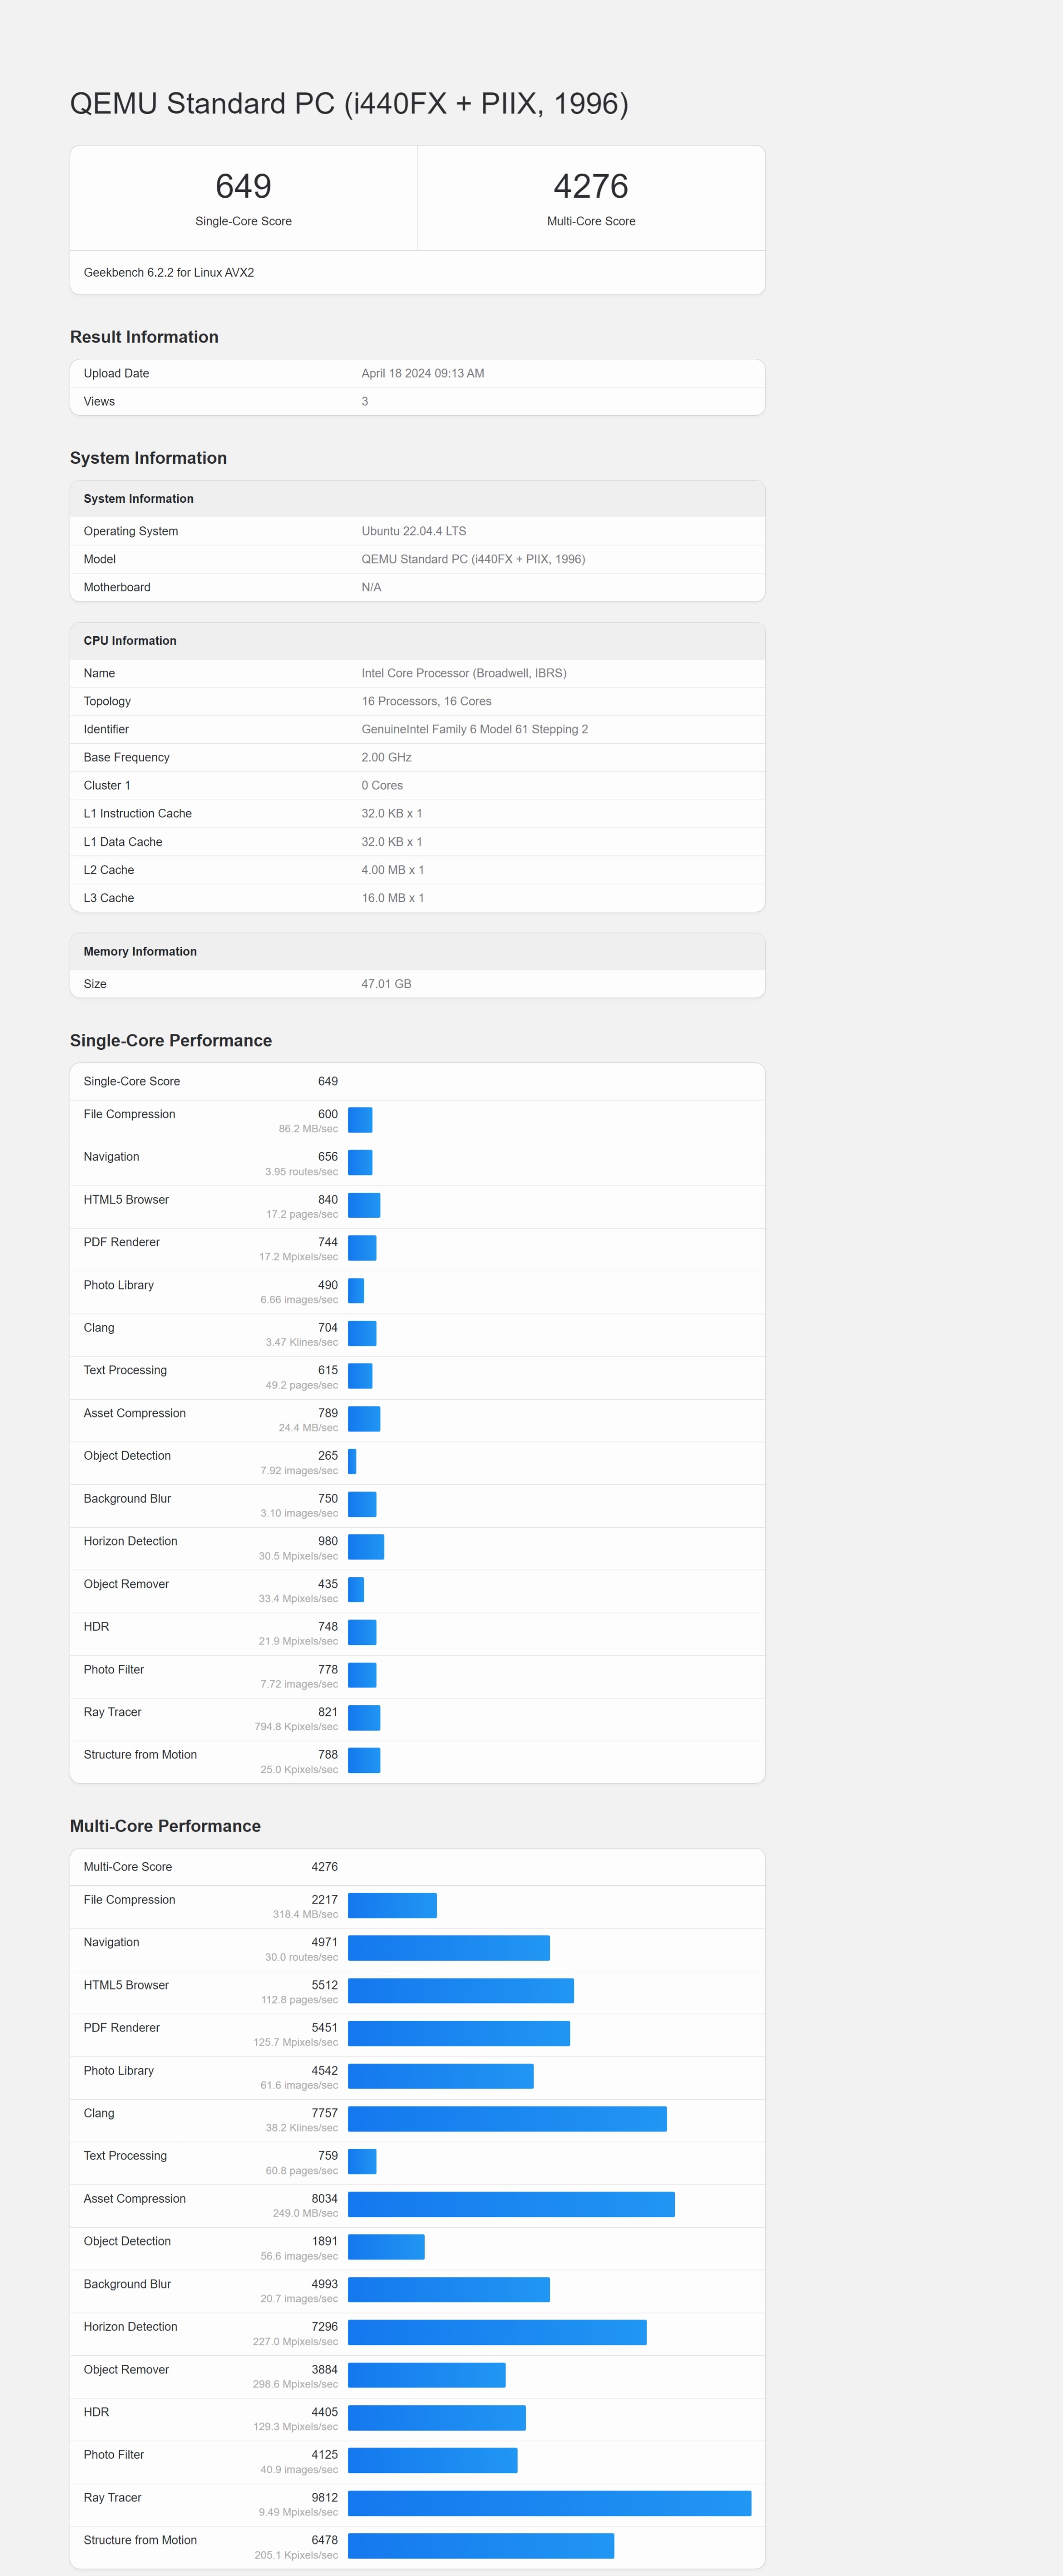 QEMU Standard PC (i440FX + PIIX, 1996)
649
Single-Core Score
4276
Multi-Core Score
Geekbench 6.2.2 for Linux AVX2
Result Information
Upload Date April 18 2024 09:13 AM
Views 3
System Information
System Information
Operating System Ubuntu 22.04.4 LTS
Model QEMU Standard PC (i440FX + PIIX, 1996)
Motherboard N/A
CPU Information
Name Intel Core Processor (Broadwell, IBRS)
Topology 16 Processors, 16 Cores
Identifier GenuineIntel Family 6 Model 61 Stepping 2
Base Frequency 2.00 GHz
Cluster 1 0 Cores
L1 Instruction Cache 32.0 KB x 1
L1 Data Cache 32.0 KB x 1
L2 Cache 4.00 MB x 1
L3 Cache 16.0 MB x 1
Memory Information
Size 47.01 GB
Single-Core Performance
Single-Core Score 649
File Compression 600
86.2 MB/sec
Navigation 656
3.95 routes/sec
HTML5 Browser 840
17.2 pages/sec
PDF Renderer 744
17.2 Mpixels/sec
Photo Library 490
6.66 images/sec
Clang 704
3.47 Klines/sec
Text Processing 615
49.2 pages/sec
Asset Compression 789
24.4 MB/sec
Object Detection 265
7.92 images/sec
Background Blur 750
3.10 images/sec
Horizon Detection 980
30.5 Mpixels/sec
Object Remover 435
33.4 Mpixels/sec
HDR 748
21.9 Mpixels/sec
Photo Filter 778
7.72 images/sec
Ray Tracer 821
794.8 Kpixels/sec
Structure from Motion 788
25.0 Kpixels/sec
Multi-Core Performance
Multi-Core Score 4276
File Compression 2217
318.4 MB/sec
Navigation 4971
30.0 routes/sec
HTML5 Browser 5512
112.8 pages/sec
PDF Renderer 5451
125.7 Mpixels/sec
Photo Library 4542
61.6 images/sec
Clang 7757
38.2 Klines/sec
Text Processing 759
60.8 pages/sec
Asset Compression 8034
249.0 MB/sec
Object Detection 1891
56.6 images/sec
Background Blur 4993
20.7 images/sec
Horizon Detection 7296
227.0 Mpixels/sec
Object Remover 3884
298.6 Mpixels/sec
HDR 4405
129.3 Mpixels/sec
Photo Filter 4125
40.9 images/sec
Ray Tracer 9812
9.49 Mpixels/sec
Structure from Motion 6478
205.1 Kpixels/sec